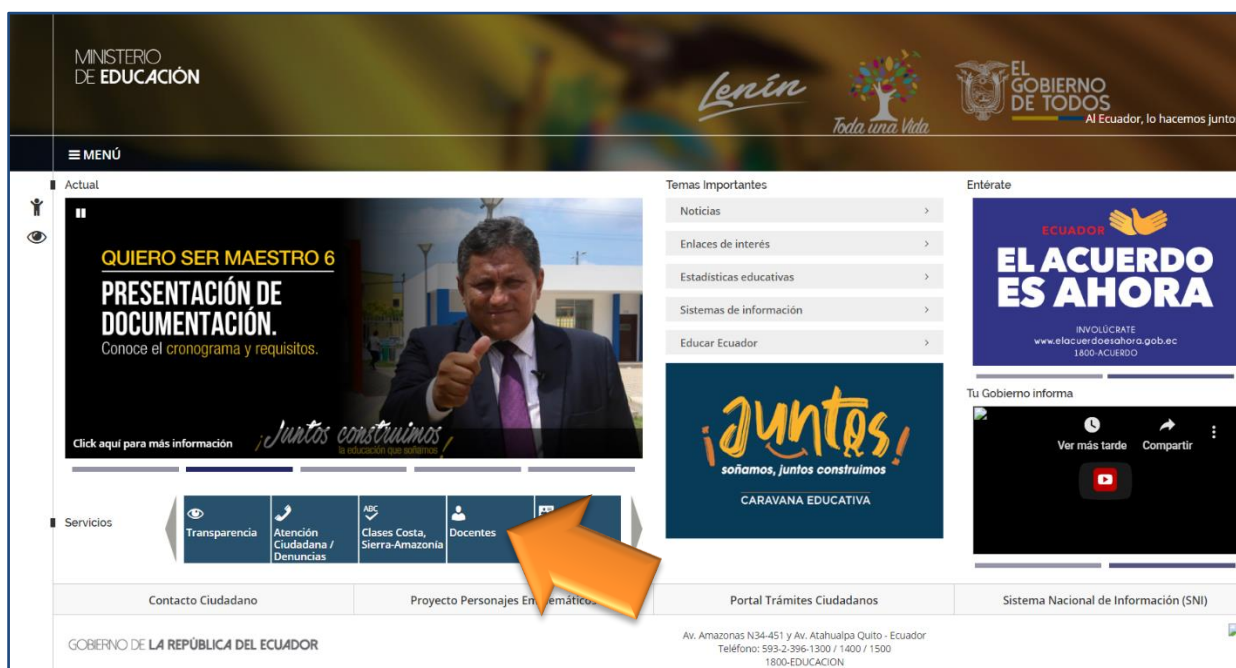 MINISTERIO
DE EDUCACIÓN
Lenín
Toda una Vida
EL
GOBIERNO
DE TODOS
Al Ecuador, lo hacemos junto
MENÚ
Actual
QUIERO SER MAESTRO 6
PRESENTACIÓN DE
DOCUMENTACIÓN.
Conoce el cronograma y requisitos.
¡Juntos construimos
la educación que soñamos!
Click aquí para más información
Servicios
Transparencia
Atención
Ciudadana /
Denuncias
ABC
Clases Costa,
Sierra-Amazonía
Docentes
Temas Importantes
Noticias
Enlaces de interés
Estadísticas educativas
Sistemas de información
Educar Ecuador
¡Juntos!
soñamos, juntos construimos
CARAVANA EDUCATIVA
Entérate
ECUADOR
EL ACUERDO
ES AHORA
INVOLÚCRATE
www.elacuerdoesahora.gob.ec
1800-ACUERDO
Tu Gobierno informa
Ver más tarde
Compartir
Contacto Ciudadano
Proyecto Personajes
Portal Trámites Ciudadanos
Sistema Nacional de Información (SNI)
GOBIERNO DE LA REPÚBLICA DEL ECUADOR
Av. Amazonas N34-451 y Av. Atahualpa Quito - Ecuador
Teléfono: 593-2-396-1300 / 1400 / 1500
1800-EDUCACION